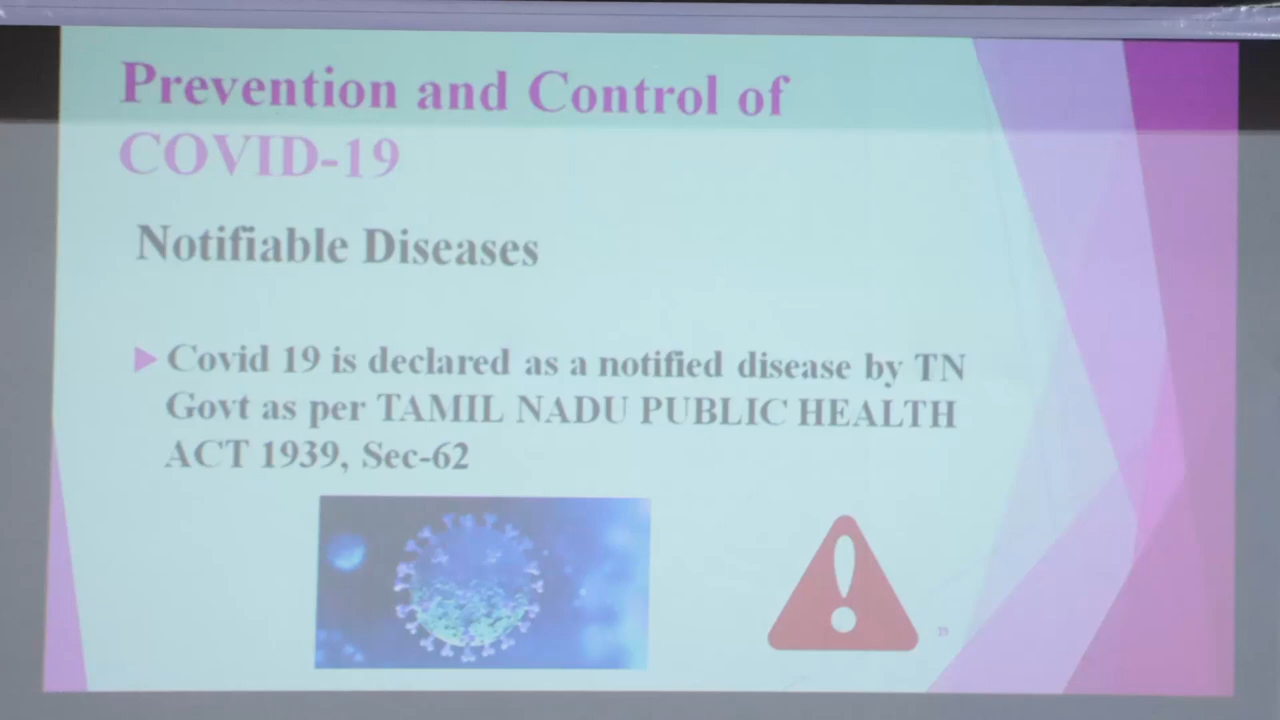 Prevention and Control of
COVID-19
Notifiable Diseases
Covid 19 is declared as a notified disease by TN
Govt as per TAMIL NADU PUBLIC HEALTH
ACT 1939, Sec-62